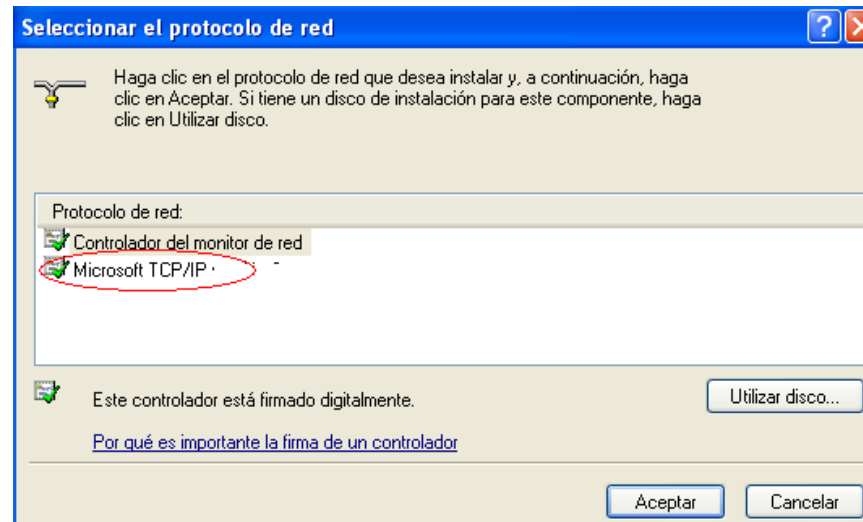 Seleccionar el protocolo de red
Haga clic en el protocolo de red que desea instalar y, a continuación, haga
clic en Aceptar. Si tiene un disco de instalación para este componente, haga
clic en Utilizar disco.
Protocolo de red:
Controlador del monitor de red
Microsoft TCP/IP
Este controlador está firmado digitalmente.
Utilizar disco...
Por qué es importante la firma de un controlador
Aceptar
Cancelar